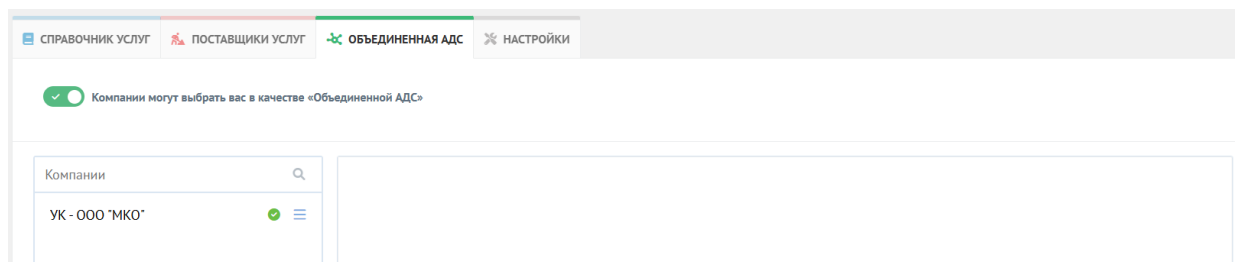 СПРАВОЧНИК УСЛУГ ПОСТАВЩИКИ УСЛУГ ОБЪЕДИНЕННАЯ АДС НАСТРОЙКИ
Компании могут выбрать вас в качестве «Объединенной АДС»
Компании
УК - ООО "МКО"